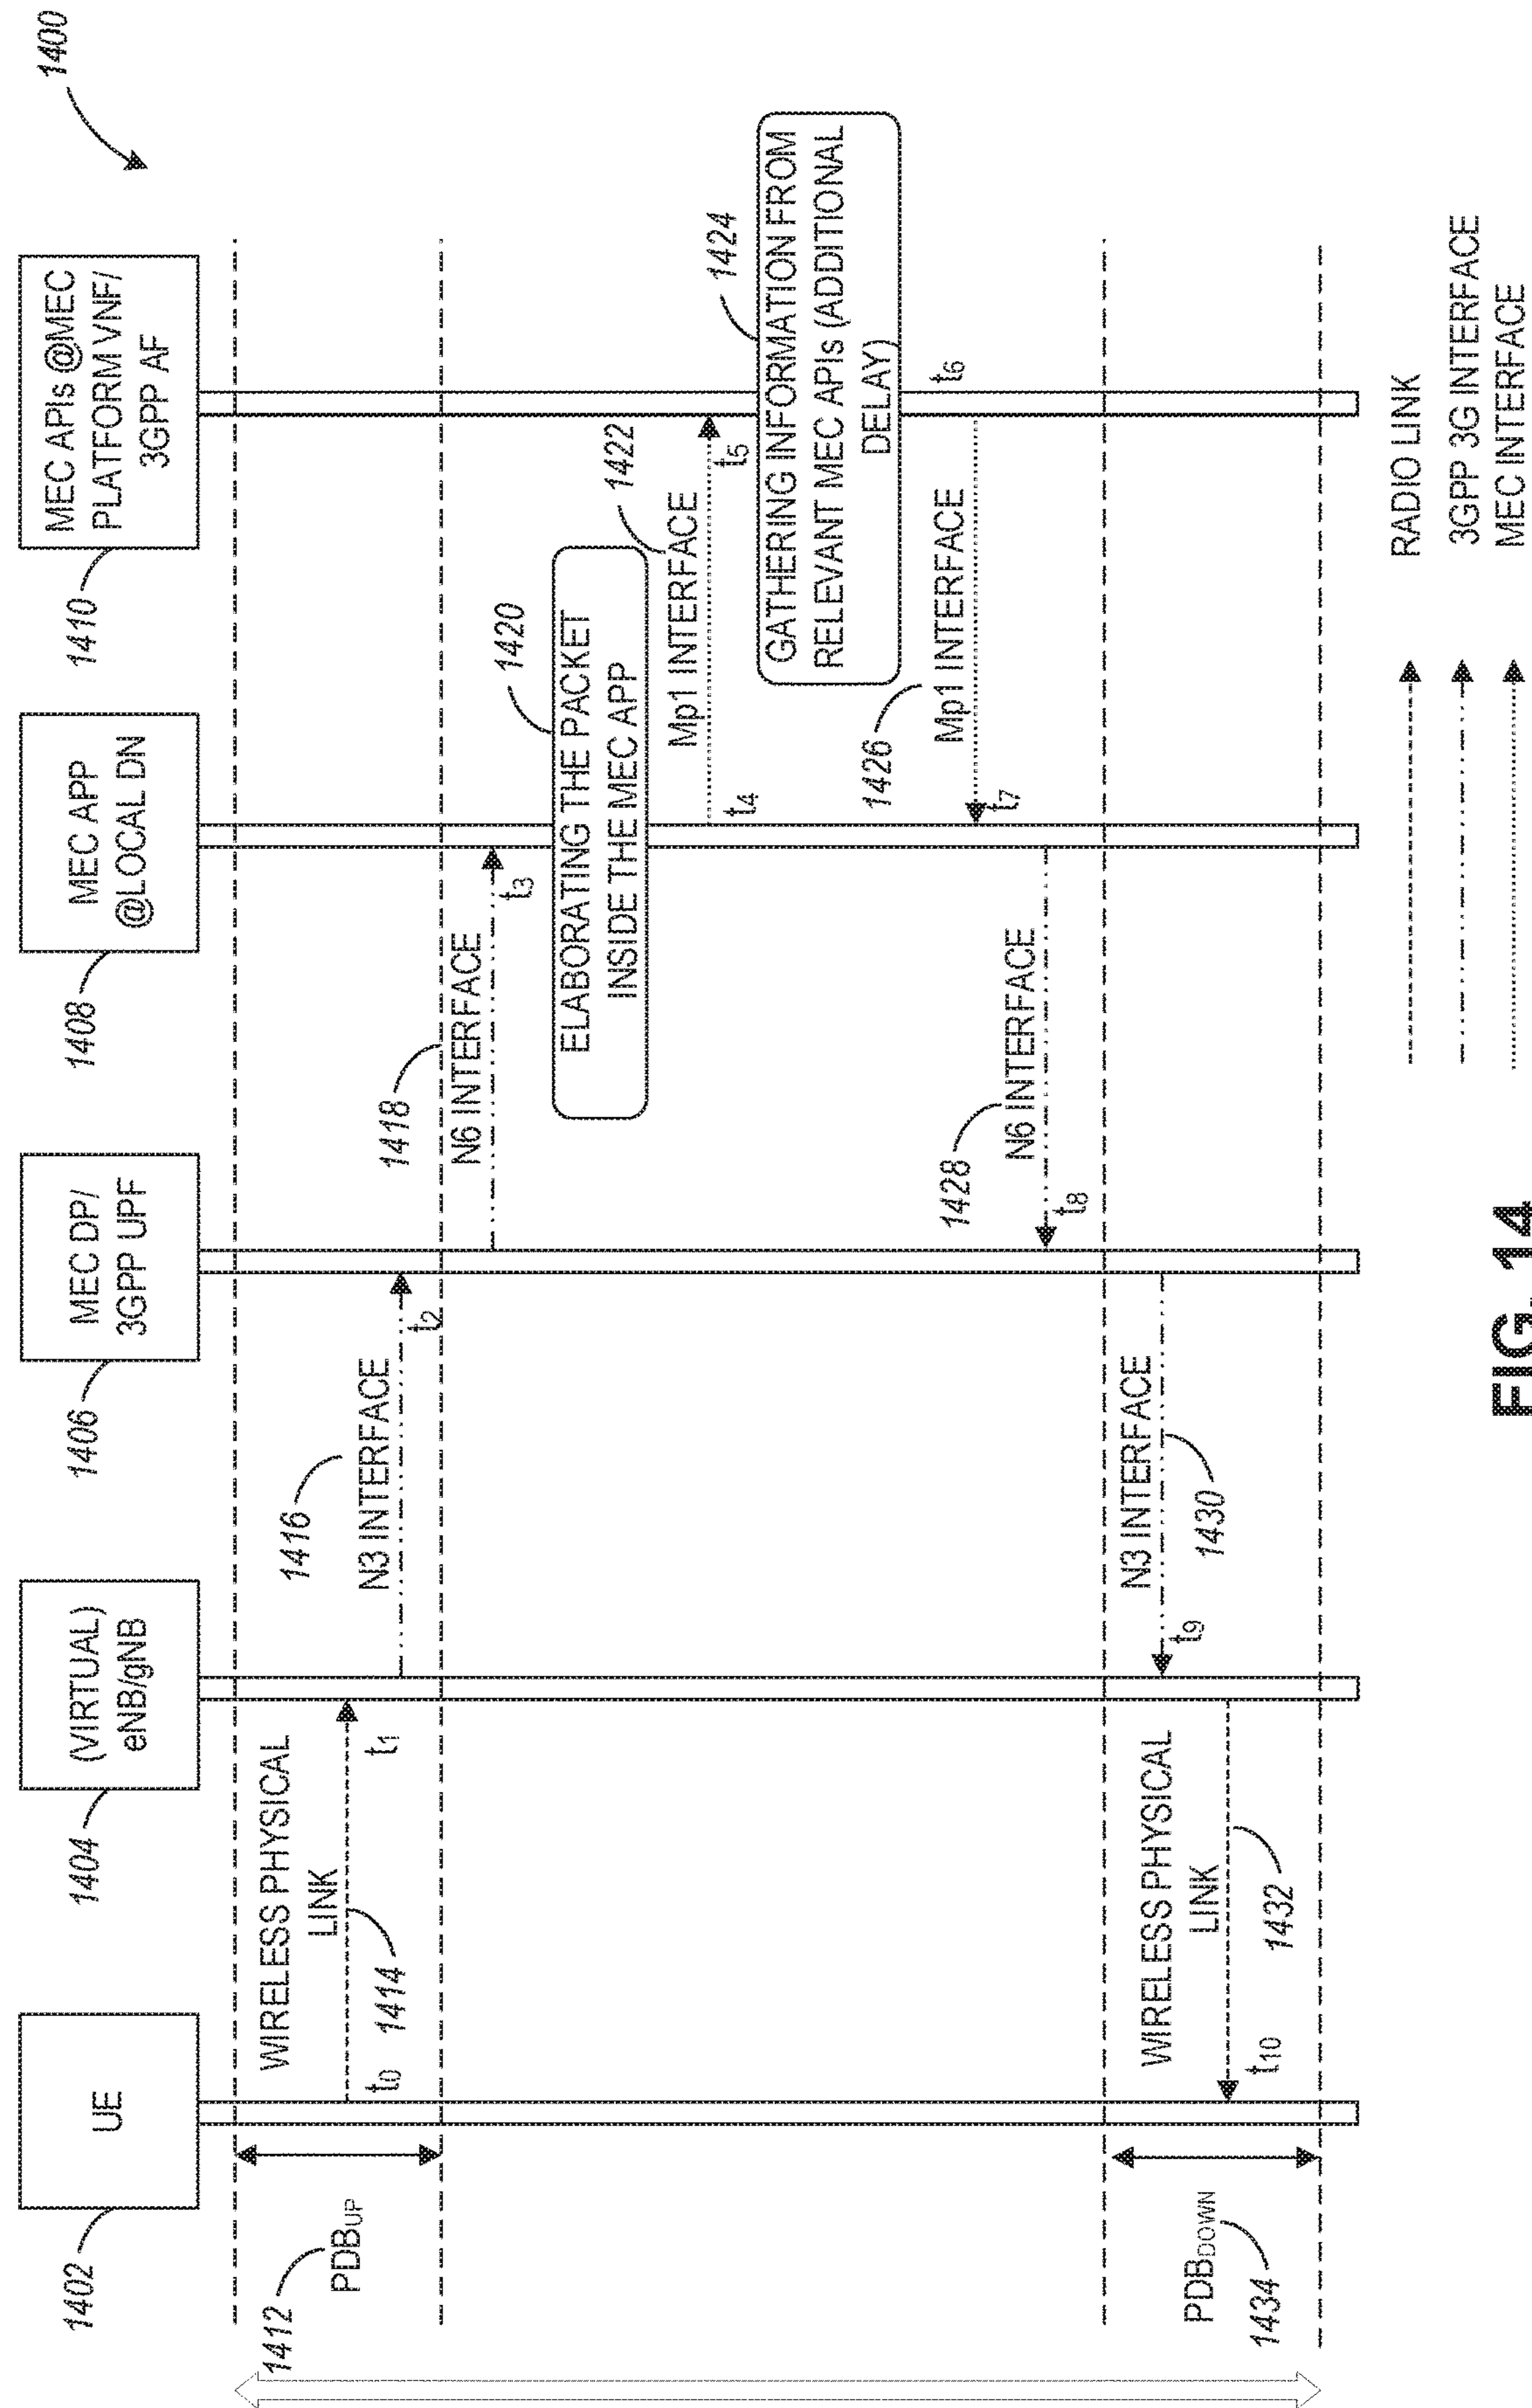 1400
UE
1402
(VIRTUAL)
eNB/gNB
1404
MEC DP/
3GPP UPF
1406
MEC APP
@LOCAL DN
1408
MEC APIs @MEC
PLATFORM VNF/
3GPP AF
1410
1412
PDBUP
WIRELESS PHYSICAL
LINK
t0
t1
1414
1416
N3 INTERFACE
t2
1418
N6 INTERFACE
t3
1420
ELABORATING THE PACKET
INSIDE THE MEC APP
1422
Mp1 INTERFACE
t4
t5
1424
GATHERING INFORMATION FROM
RELEVANT MEC APIs (ADDITIONAL
DELAY)
t6
1426
Mp1 INTERFACE
t7
1428
N6 INTERFACE
t8
N3 INTERFACE
t9
1430
WIRELESS PHYSICAL
LINK
t10
1432
PDBDOWN
1434
RADIO LINK
3GPP 3G INTERFACE
MEC INTERFACE
FIG. 14